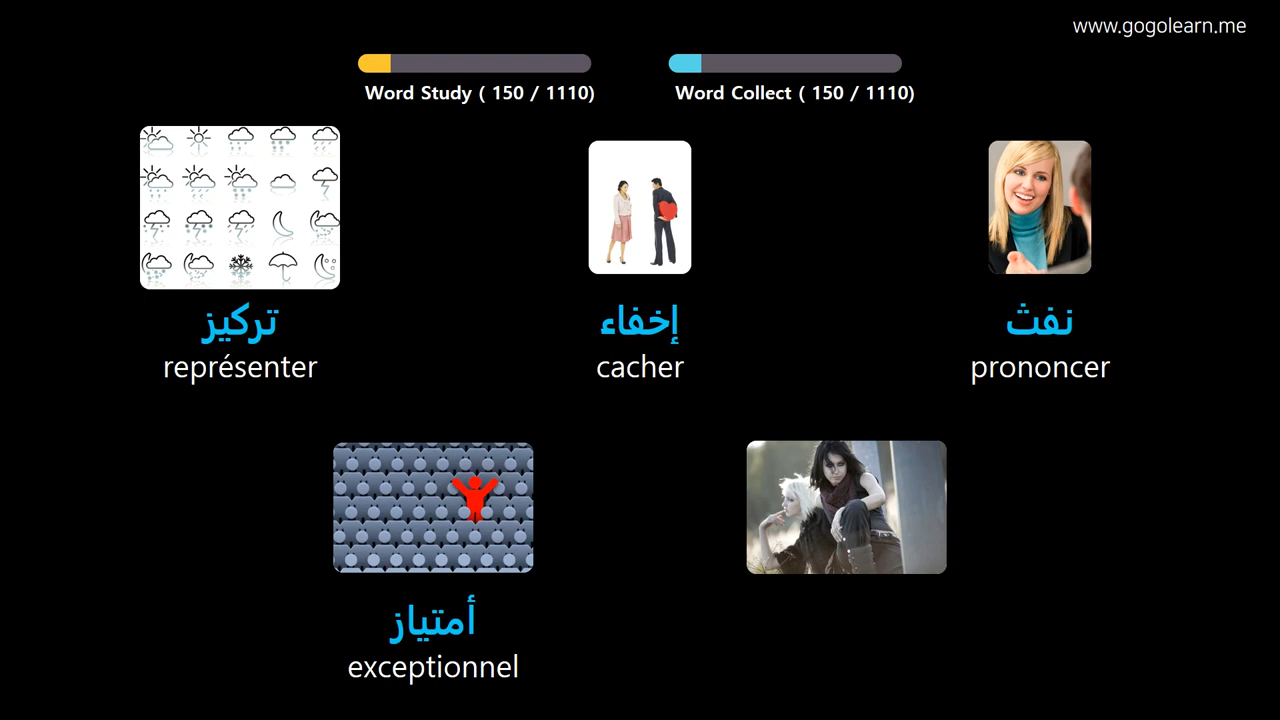 www.gogolearn.me
Word Study ( 150 / 1110)
Word Collect ( 150 / 1110)
تركيز
représenter
إخفاء
cacher
نفث
prononcer
أمتياز
exceptionnel